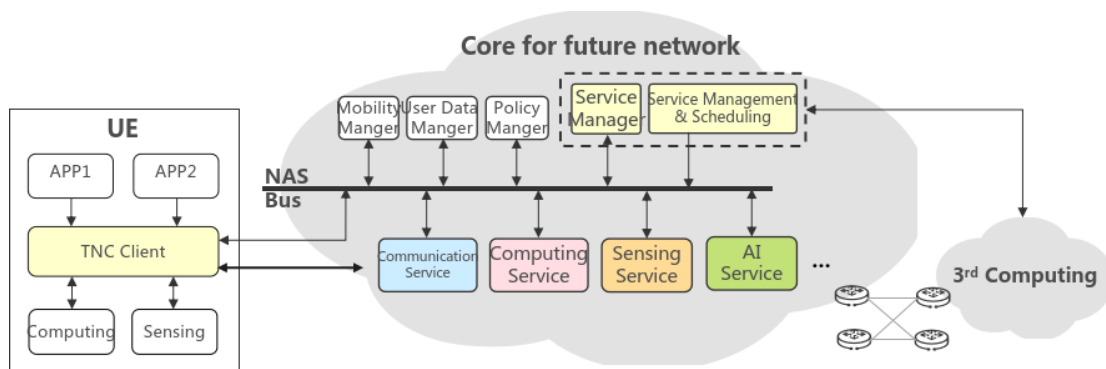 Core for future network
UE
APP1
APP2
TNC Client
Computing
Sensing
Mobility
Manger
User Data
Manger
Policy
Manger
Service
Manager
Service Management
& Scheduling
NAS
Bus
Communication
Service
Computing
Service
Sensing
Service
AI
Service
...
3rd Computing